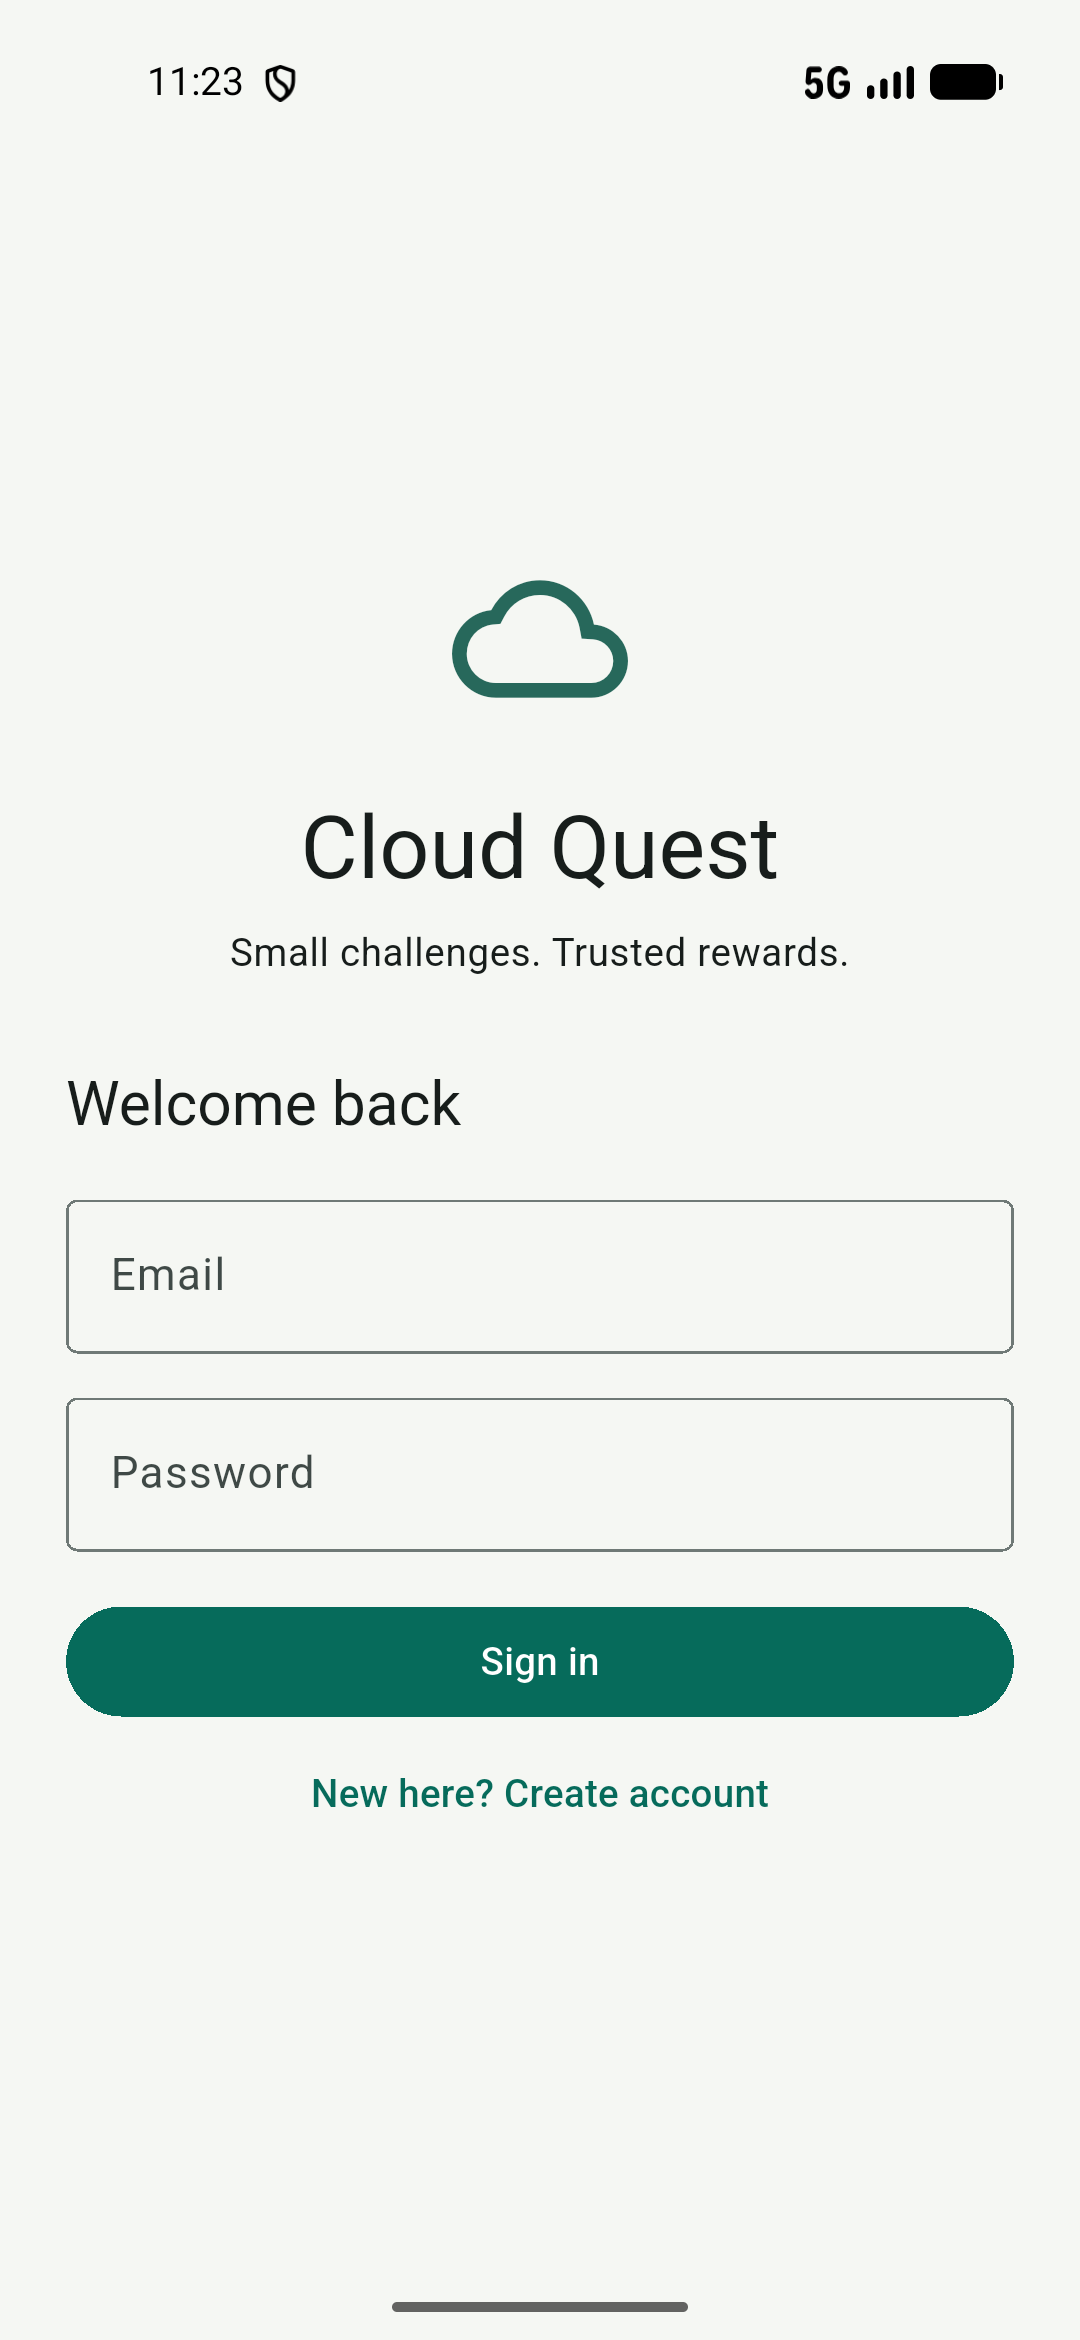 11:23 5G
Cloud Quest
Small challenges. Trusted rewards.
Welcome back
Email
Password
Sign in
New here? Create account